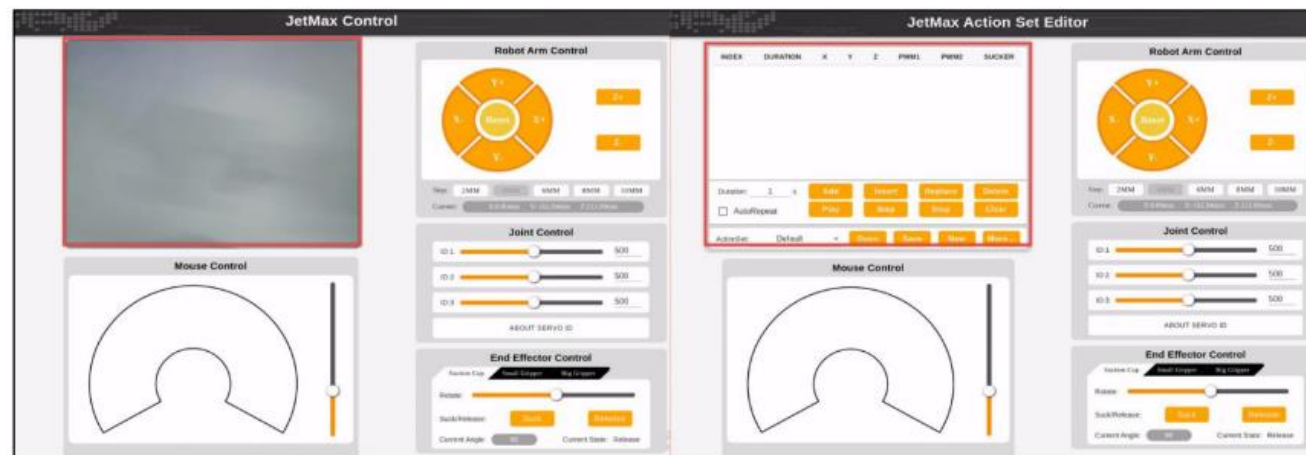 JetMax Control
Robot Arm Control
Y+
X-
Reset
X+
Y-
Z+
Z-
Step: 2MM 6MM 8MM 10MM
Current:
Joint Control
ID:1 500
ID:2 500
ID:3 500
ABOUT SERVO ID
Mouse Control
End Effector Control
Suction Cup Small Gripper Big Gripper
Rotate:
Suck/Release: Suck Release
Current Angle: 90 Current State: Release
JetMax Action Set Editor
INDEX DURATION X Y Z PWM1 PWM2 SUCKER
Duration: 1 s Add Insert Replace Delete
AutoRepeat Play Step Stop Clear
ActionSet: Default Open Save New More...
Robot Arm Control
Y+
X-
Reset
X+
Y-
Z+
Z-
Step: 2MM 6MM 8MM 10MM
Current:
Joint Control
ID:1 500
ID:2 500
ID:3 500
ABOUT SERVO ID
Mouse Control
End Effector Control
Suction Cup Small Gripper Big Gripper
Rotate:
Suck/Release: Suck Release
Current Angle: 90 Current State: Release